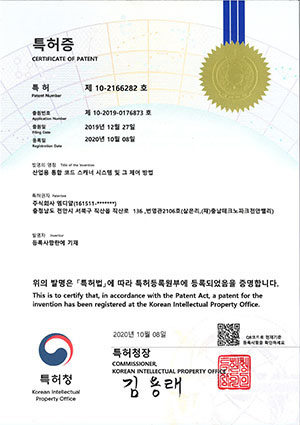 특허증
CERTIFICATE OF PATENT
특 허 제 10-2166282 호
Patent Number
출원번호 제 10-2019-0176873 호
Application Number
출원일 2019년 12월 27일
Filing Date
등록일 2020년 10월 08일
Registration Date
발명의 명칭 Title of the Invention
산업용 통합 코드 스캐너 시스템 및 그 제어 방법
특허권자 Patentee
주식회사 엠디알(161511-*******)
충청남도 천안시 서북구 직산읍 직산로 136 ,번영관2106호(삼은리,(재)충남테크노파크천안밸리)
발명자 Inventor
등록사항란에 기재
위의 발명은 「특허법」에 따라 특허등록원부에 등록되었음을 증명합니다.
This is to certify that, in accordance with the Patent Act, a patent for the
invention has been registered at the Korean Intellectual Property Office.
2020년 10월 08일
QR코드로 현재기준
등록사항을 확인하세요
특허청
Korean Intellectual
Property Office
특허청장
COMMISSIONER,
KOREAN INTELLECTUAL PROPERTY OFFICE
김용래